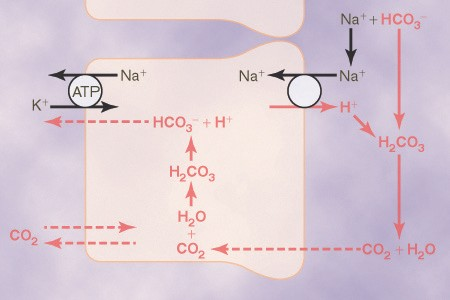 Na⁺ + HCO₃⁻
Na⁺ Na⁺ Na⁺
ATP
K⁺ H⁺
HCO₃⁻ + H⁺
H₂CO₃
H₂CO₃
H₂O
+
CO₂
CO₂ CO₂ + H₂O